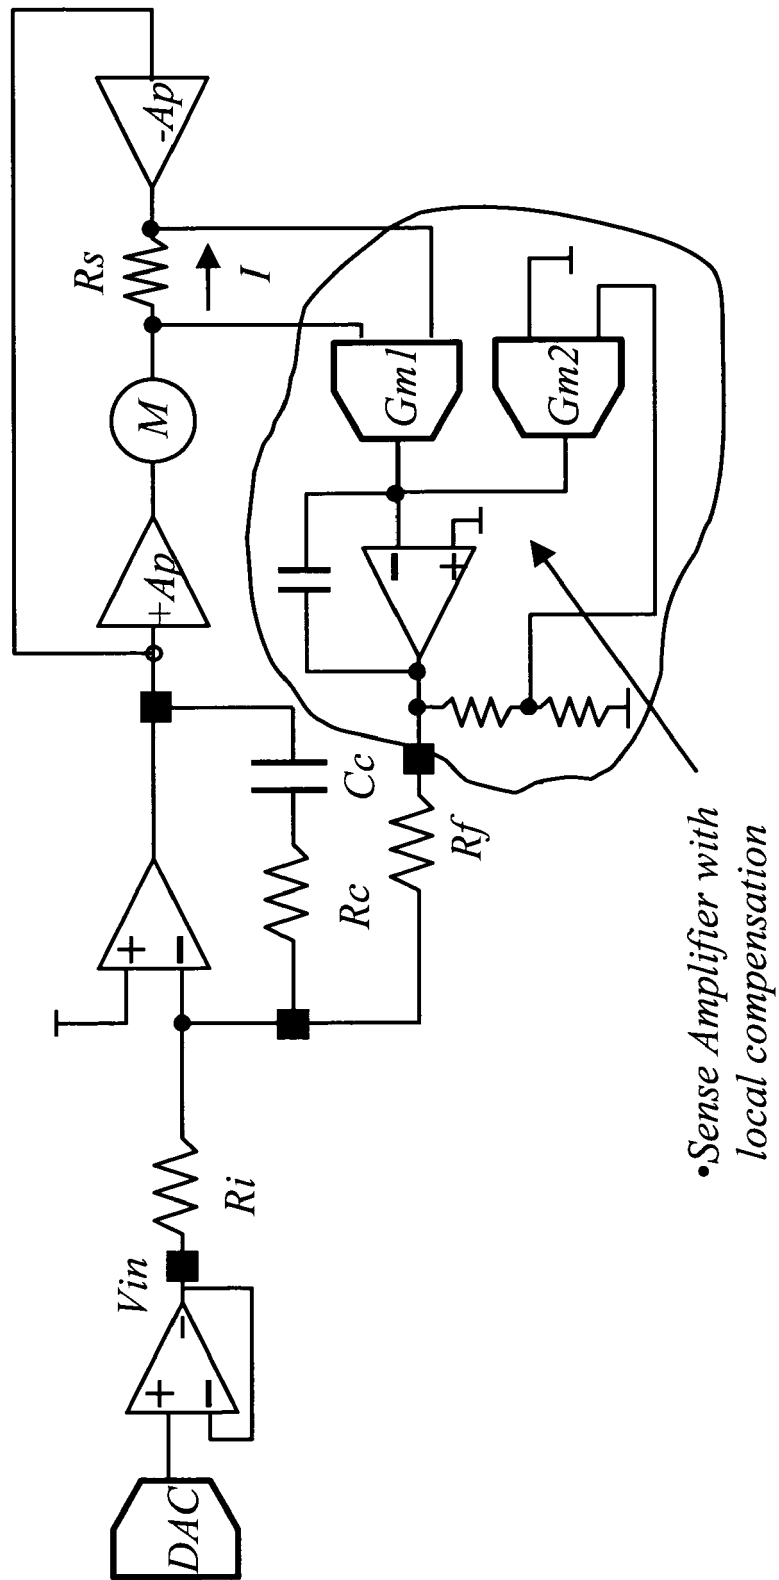 DAC
+
−
−
Vin
Ri
+
−
Rc
Cc
Rf
+Ap
M
Rs
I
-Ap
−
+
Gm1
Gm2
•Sense Amplifier with
local compensation